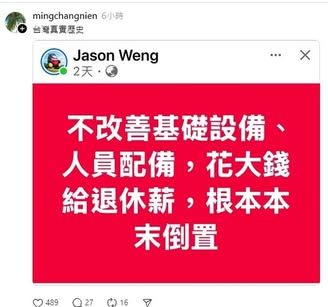 mingchangnien 6小時
台灣真實歷史
Jason Weng
2天
不改善基礎設備、
人員配備，花大錢
給退休薪，根本本
末倒置
489 27 16